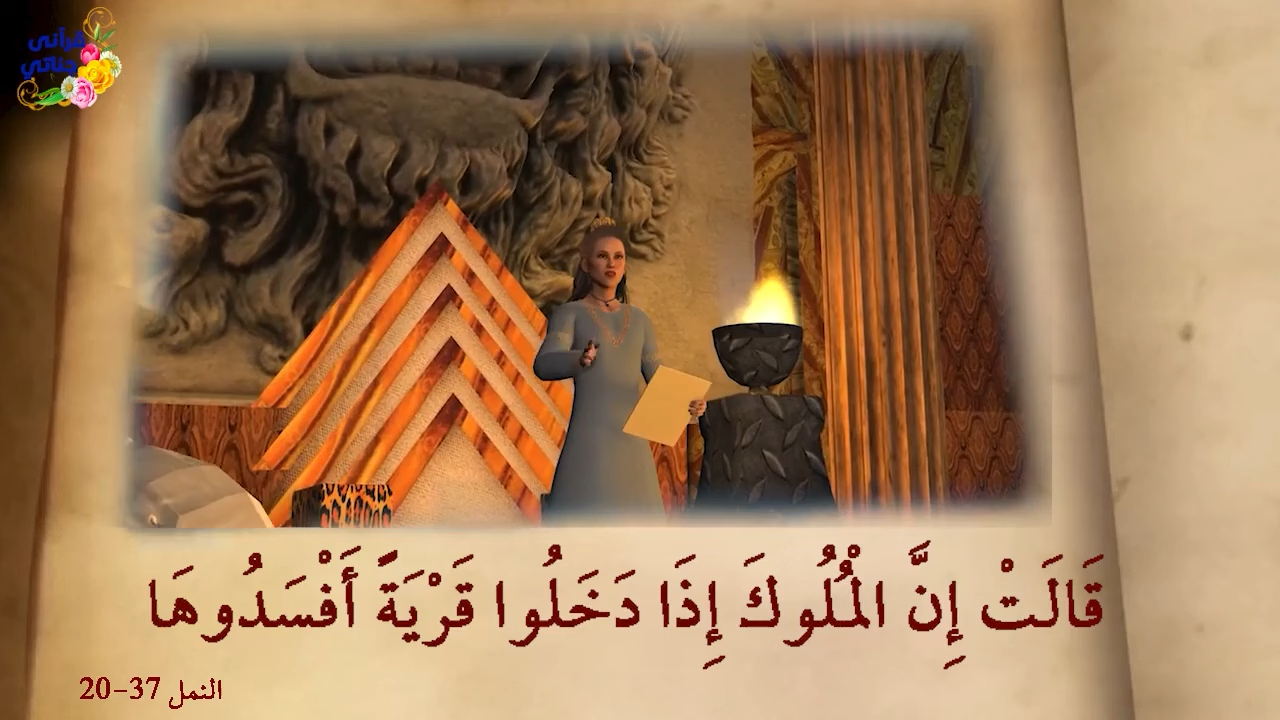 قرآني
جناتي
قَالَتْ إِنَّ الْمُلُوكَ إِذَا دَخَلُوا قَرْيَةً أَفْسَدُوهَا
النمل 37-20